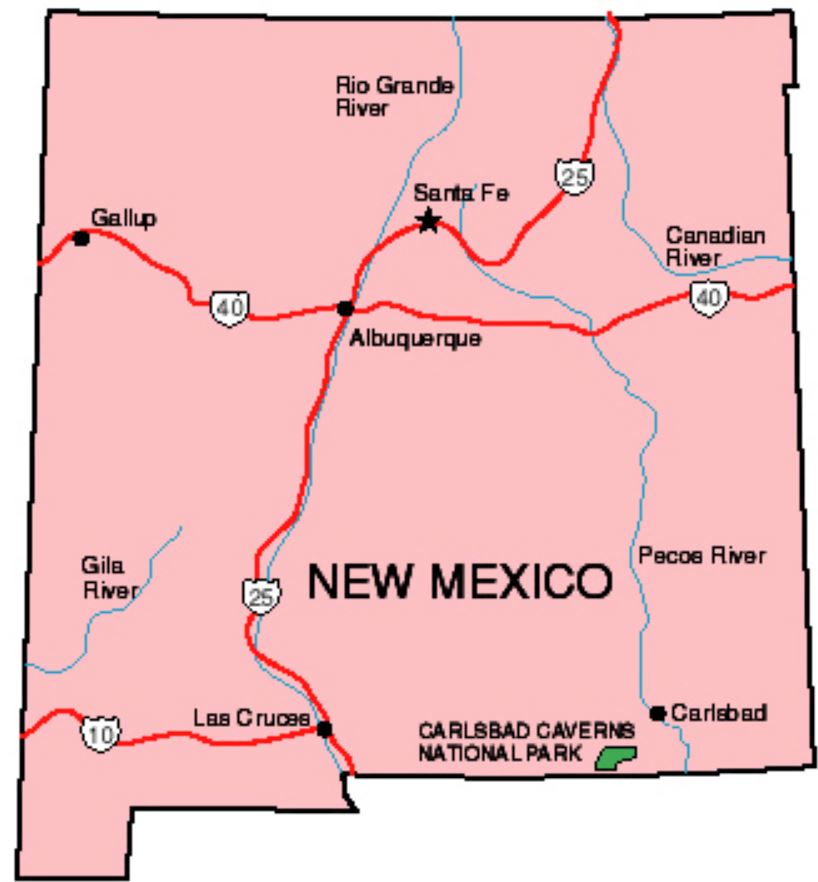 Rio Grande
River
25
Santa Fe
Gallup
Canadian
River
40
40
Albuquerque
Gila
River
Pecos River
NEW MEXICO
25
Las Cruces
Carlsbad
10
CARLSBAD CAVERNS
NATIONAL PARK